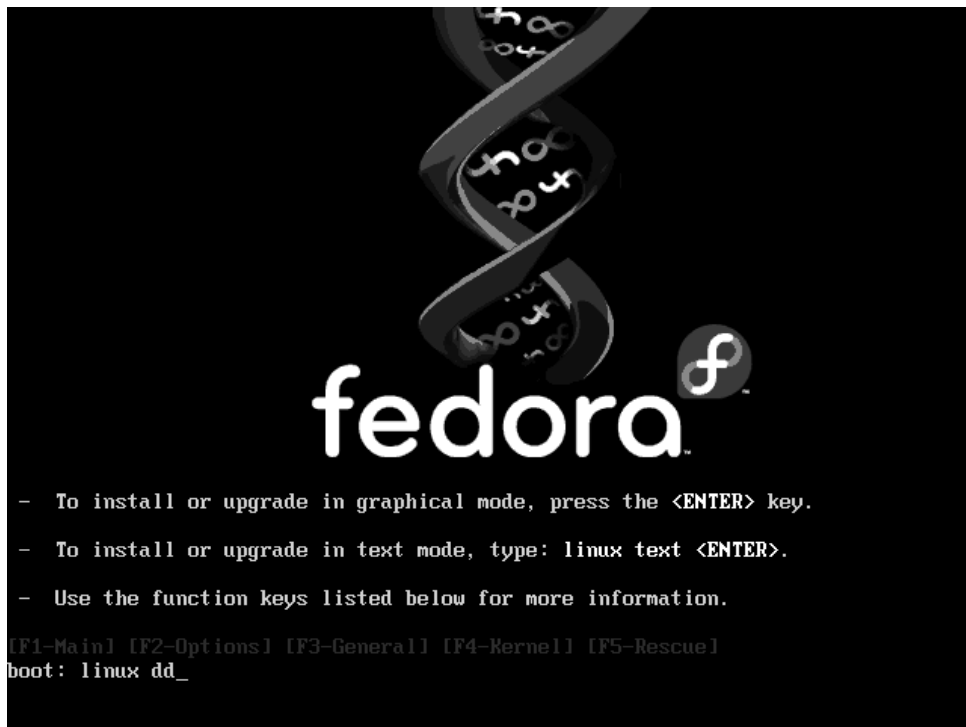 fedora™
- To install or upgrade in graphical mode, press the <ENTER> key.
- To install or upgrade in text mode, type: linux text <ENTER>.
- Use the function keys listed below for more information.
[F1-Main] [F2-Options] [F3-General] [F4-Kernel] [F5-Rescue]
boot: linux dd_